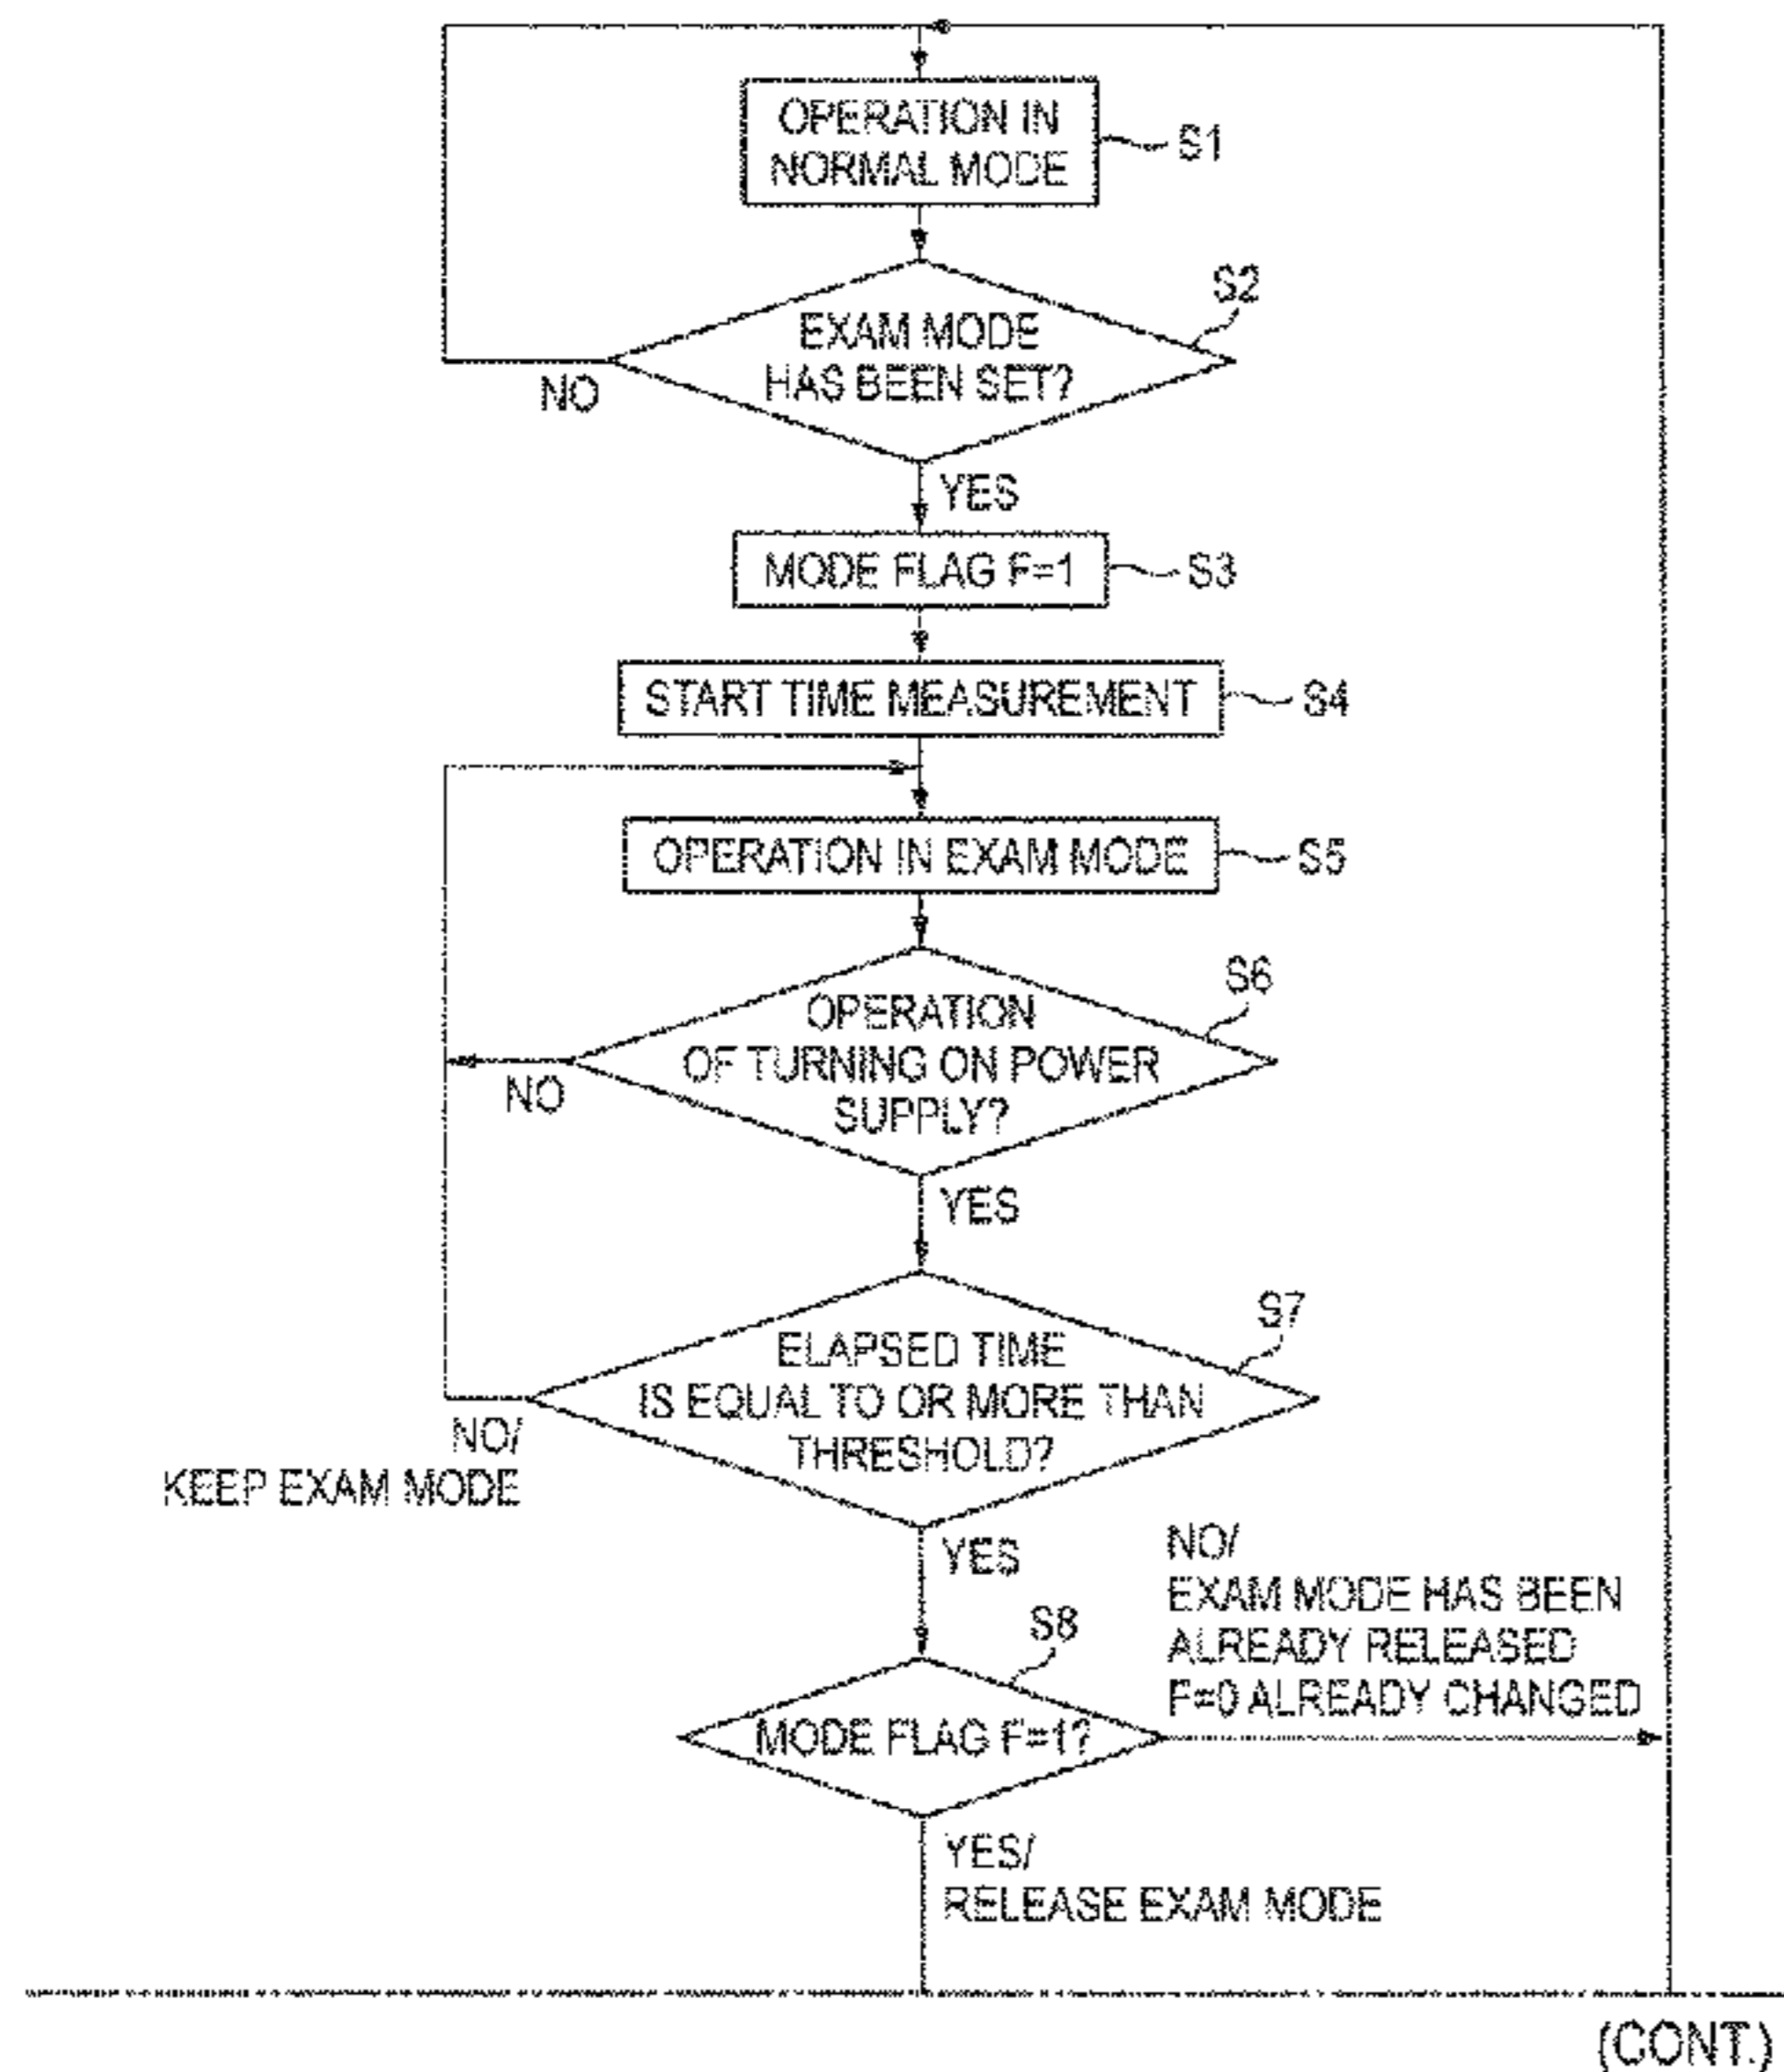 OPERATION IN
NORMAL MODE
S1
S2
EXAM MODE
HAS BEEN SET?
NO
YES
MODE FLAG F=1
S3
START TIME MEASUREMENT
S4
OPERATION IN EXAM MODE
S5
S6
OPERATION
OF TURNING ON POWER
SUPPLY?
NO
YES
S7
ELAPSED TIME
IS EQUAL TO OR MORE THAN
THRESHOLD?
NO/
KEEP EXAM MODE
YES
NO/
EXAM MODE HAS BEEN
ALREADY RELEASED
F=0 ALREADY CHANGED
S8
MODE FLAG F=1?
YES/
RELEASE EXAM MODE
(CONT.)